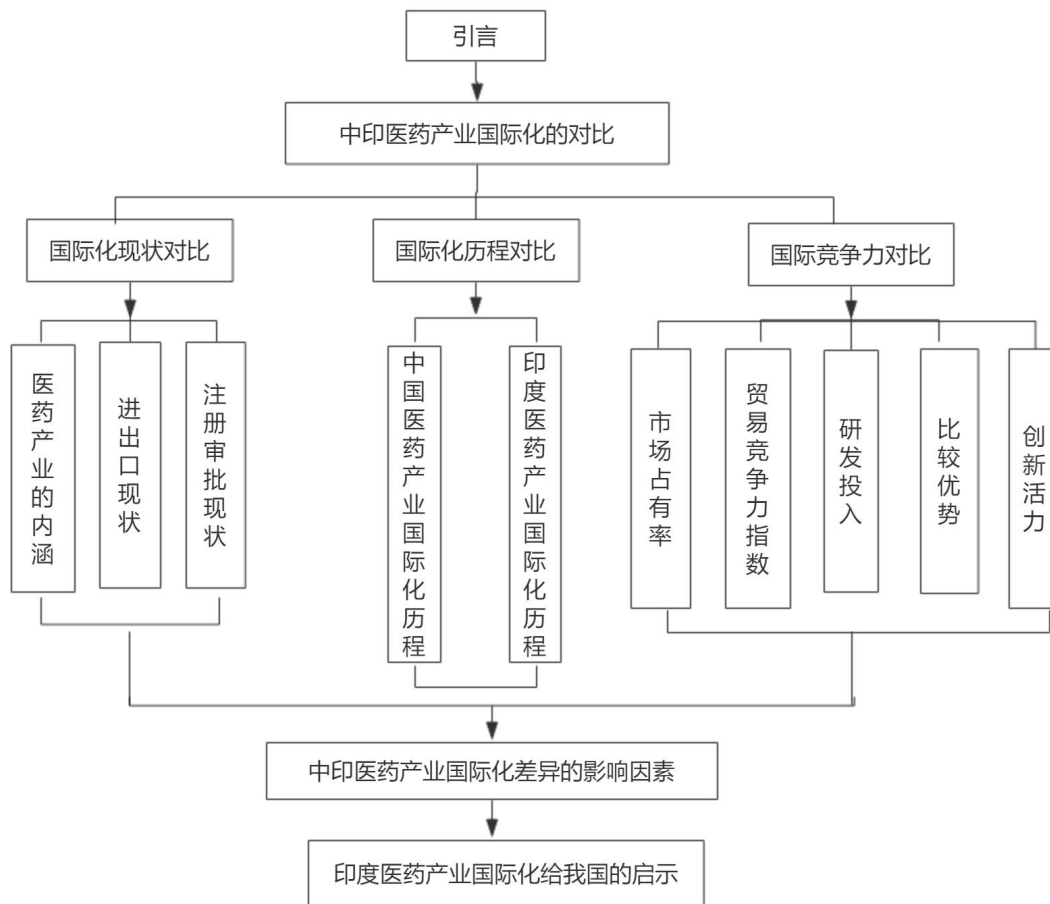 引言
中印医药产业国际化的对比
国际化现状对比
国际化历程对比
国际竞争力对比
医药产业的内涵
进出口现状
注册审批现状
中国医药产业国际化历程
印度医药产业国际化历程
市场占有率
贸易竞争力指数
研发投入
比较优势
创新活力
中印医药产业国际化差异的影响因素
印度医药产业国际化给我国的启示